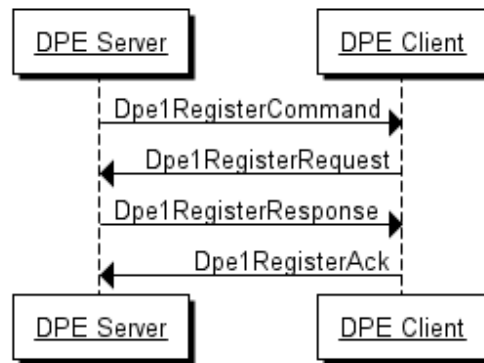 DPE Server DPE Client
Dpe1RegisterCommand
Dpe1RegisterRequest
Dpe1RegisterResponse
Dpe1RegisterAck
DPE Server DPE Client